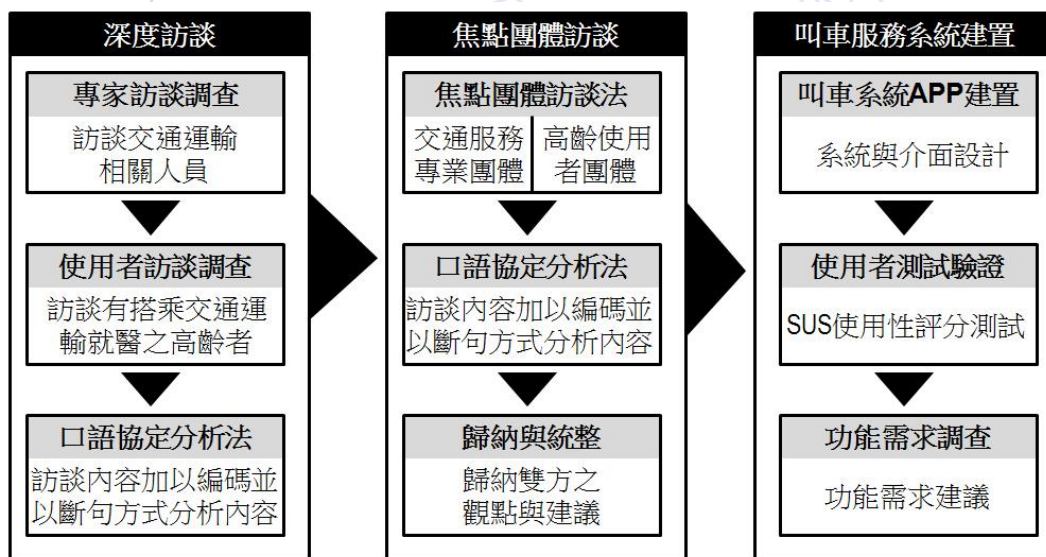 深度訪談
專家訪談調查
訪談交通運輸
相關人員
使用者訪談調查
訪談有搭乘交通運
輸就醫之高齡者
口語協定分析法
訪談內容加以編碼並
以斷句方式分析內容
焦點團體訪談
焦點團體訪談法
交通服務
專業團體
高齡使用
者團體
口語協定分析法
訪談內容加以編碼並
以斷句方式分析內容
歸納與統整
歸納雙方之
觀點與建議
叫車服務系統建置
叫車系統APP建置
系統與介面設計
使用者測試驗證
SUS使用性評分測試
功能需求調查
功能需求建議